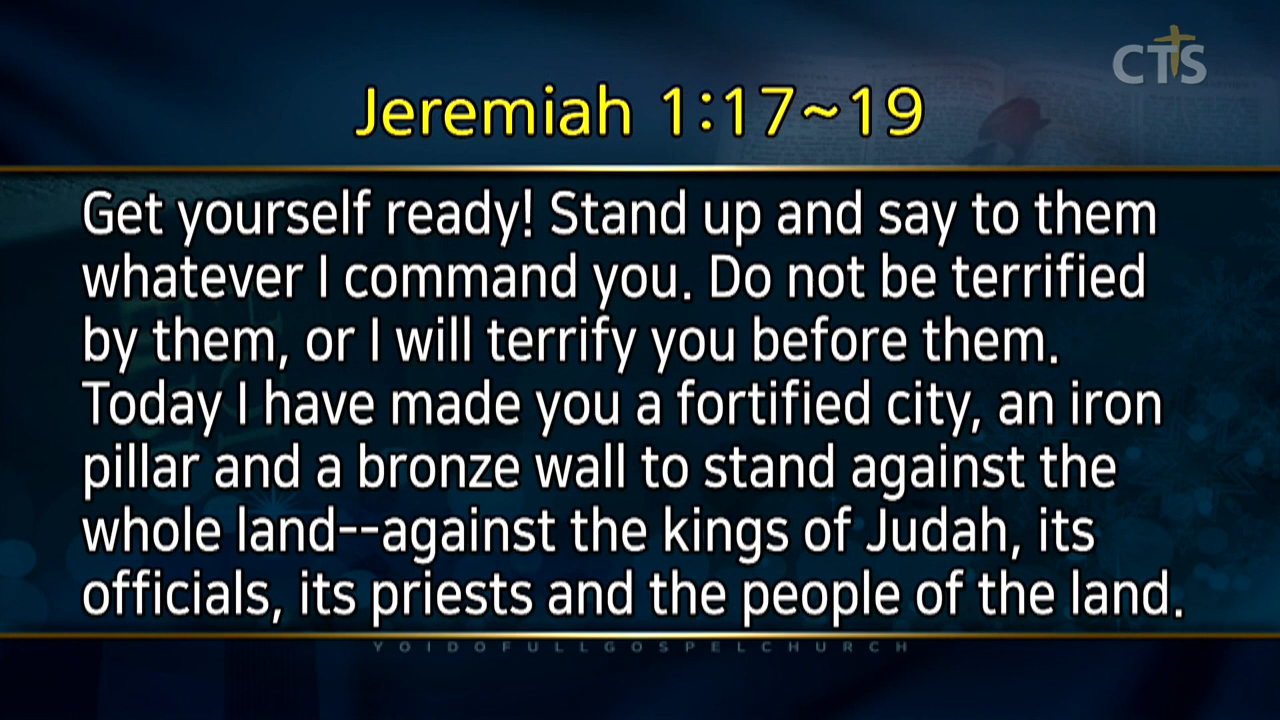 CTS
Jeremiah 1:17~19
Get yourself ready! Stand up and say to them
whatever I command you. Do not be terrified
by them, or I will terrify you before them.
Today I have made you a fortified city, an iron
pillar and a bronze wall to stand against the
whole land--against the kings of Judah, its
officials, its priests and the people of the land.
YOIDOFULLGOSPELCHURCH